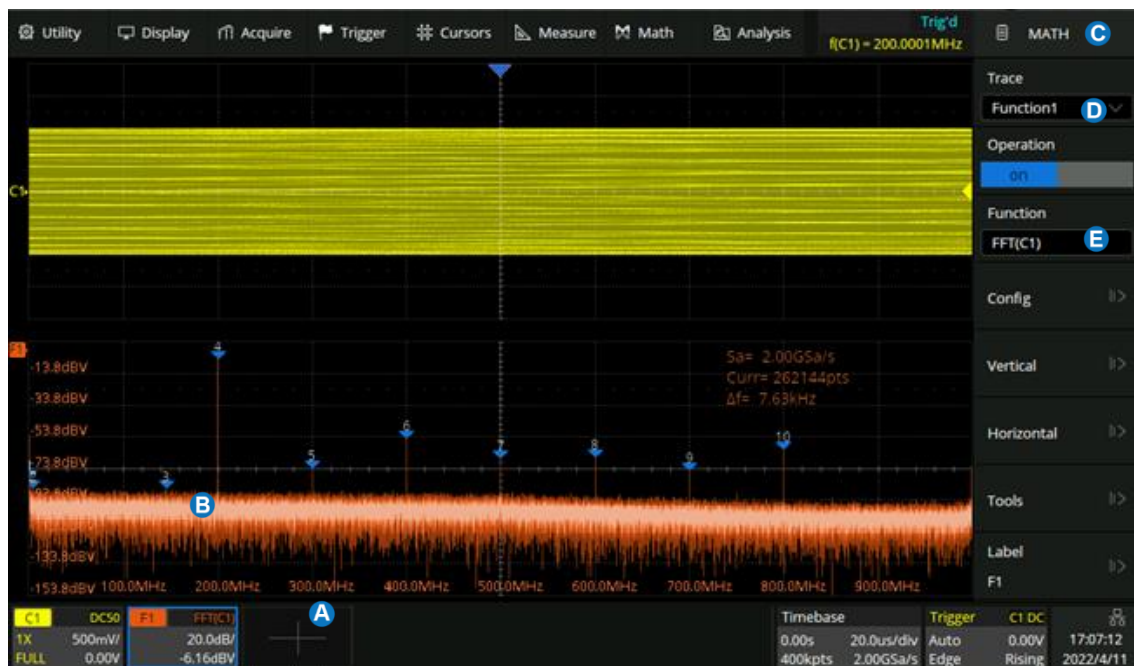 Utility Display Acquire Trigger Cursors Measure Math Analysis
Trig'd
f(C1) = 200.0001MHz
MATH C
Trace
Function1 D
Operation
on
Function
FFT(C1) E
Config
Vertical
Horizontal
Tools
Label
F1
C1
F1
-13.8dBV
-33.8dBV
-53.8dBV
-73.8dBV
-133.8dBV
-153.8dBV
3
4
5
6
7
8
9
10
Sa= 2.00GSa/s
Curr= 262144pts
Δf= 7.63kHz
B
100.0MHz 200.0MHz 300.0MHz 400.0MHz 500.0MHz 600.0MHz 700.0MHz 800.0MHz 900.0MHz
A
C1 DC50
1X 500mV/
FULL 0.00V
F1 FFT(C1)
20.0dB/
-6.16dBV
Timebase
0.00s 20.0us/div
400kpts 2.00GSa/s
Trigger C1 DC
Auto 0.00V
Edge Rising
17:07:12
2022/4/11